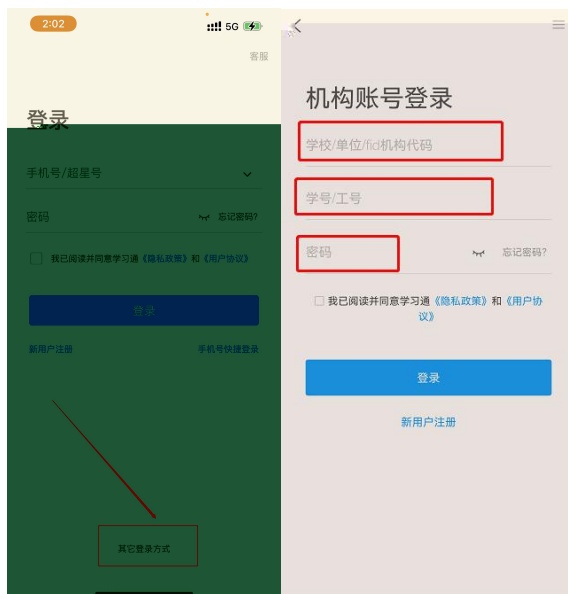 2:02
5G
客服
登录
手机号/超星号
密码
忘记密码?
我已阅读并同意学习通《隐私政策》和《用户协议》
登录
新用户注册
手机号快捷登录
其它登录方式
机构账号登录
学校/单位/fid机构代码
学号/工号
密码
忘记密码?
我已阅读并同意学习通《隐私政策》和《用户协
议》
登录
新用户注册